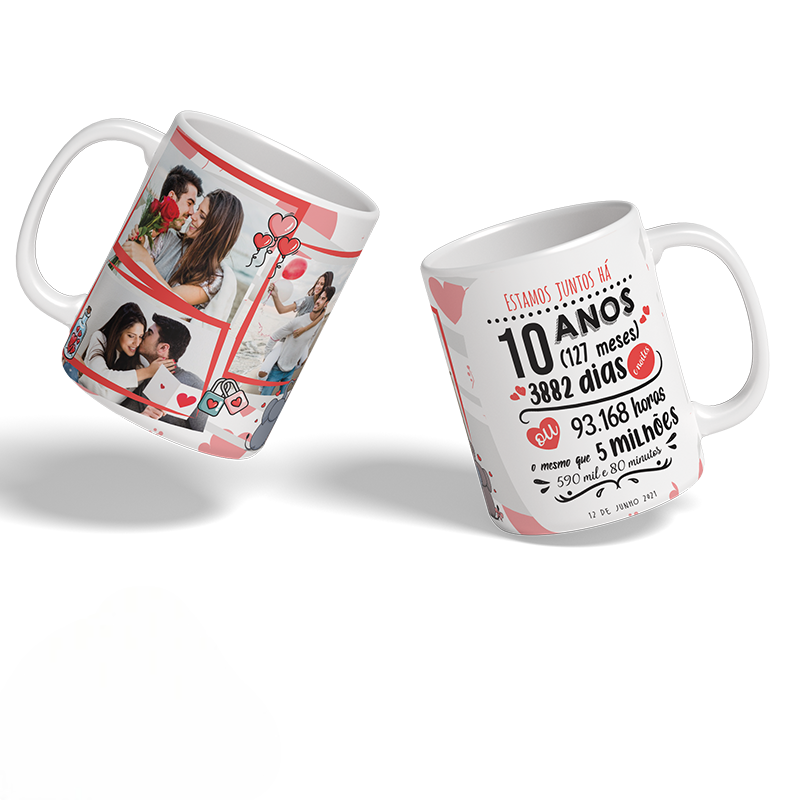 ESTAMOS JUNTOS HÁ
10 ANOS
(127 meses)
3882 dias e noites
ou 93.168 horas
o mesmo que 5 milhões
590 mil e 80 minutos
12 DE JUNHO 2021